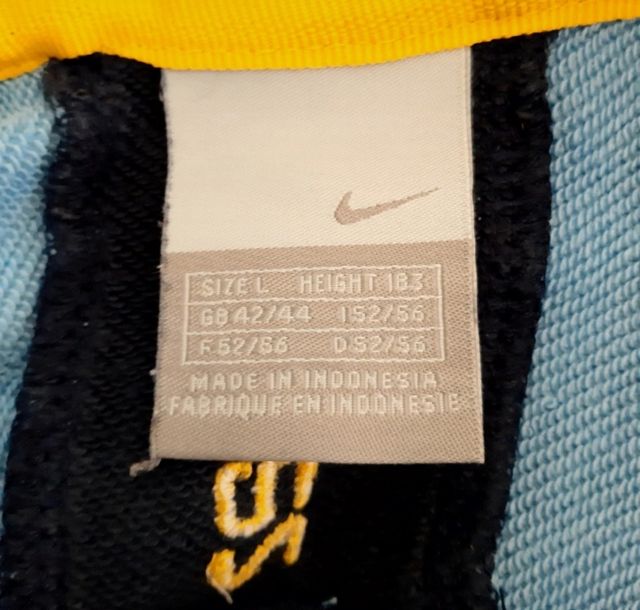 SIZE L HEIGHT 183
GB 42/44 I 52/56
F 52/56 D 52/56
MADE IN INDONESIA
FABRIQUE EN INDONESIE